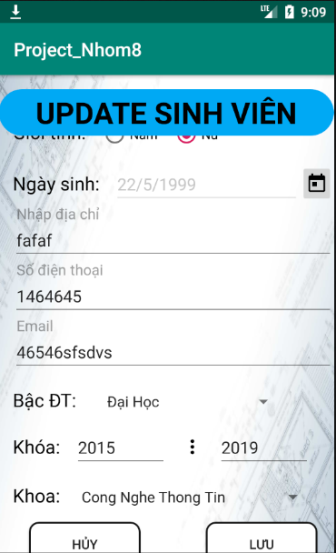 LTE 9:09
Project_Nhom8
UPDATE SINH VIÊN
Giới tính: Nam Nữ
Ngày sinh: 22/5/1999
Nhập địa chỉ
fafaf
Số điện thoại
1464645
Email
46546sfsdvs
Bậc ĐT: Đại Học
Khóa: 2015 2019
Khoa: Cong Nghe Thong Tin
HỦY LƯU